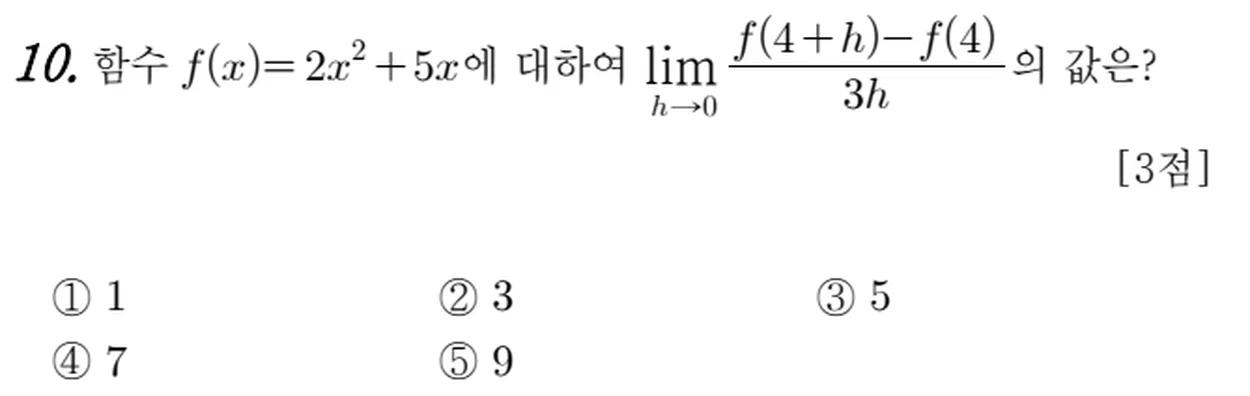 10. 함수 f(x)=2x²+5x에 대하여 lim_{h→0} \frac{f(4+h)-f(4)}{3h}의 값은?
[3점]
① 1 ② 3 ③ 5
④ 7 ⑤ 9